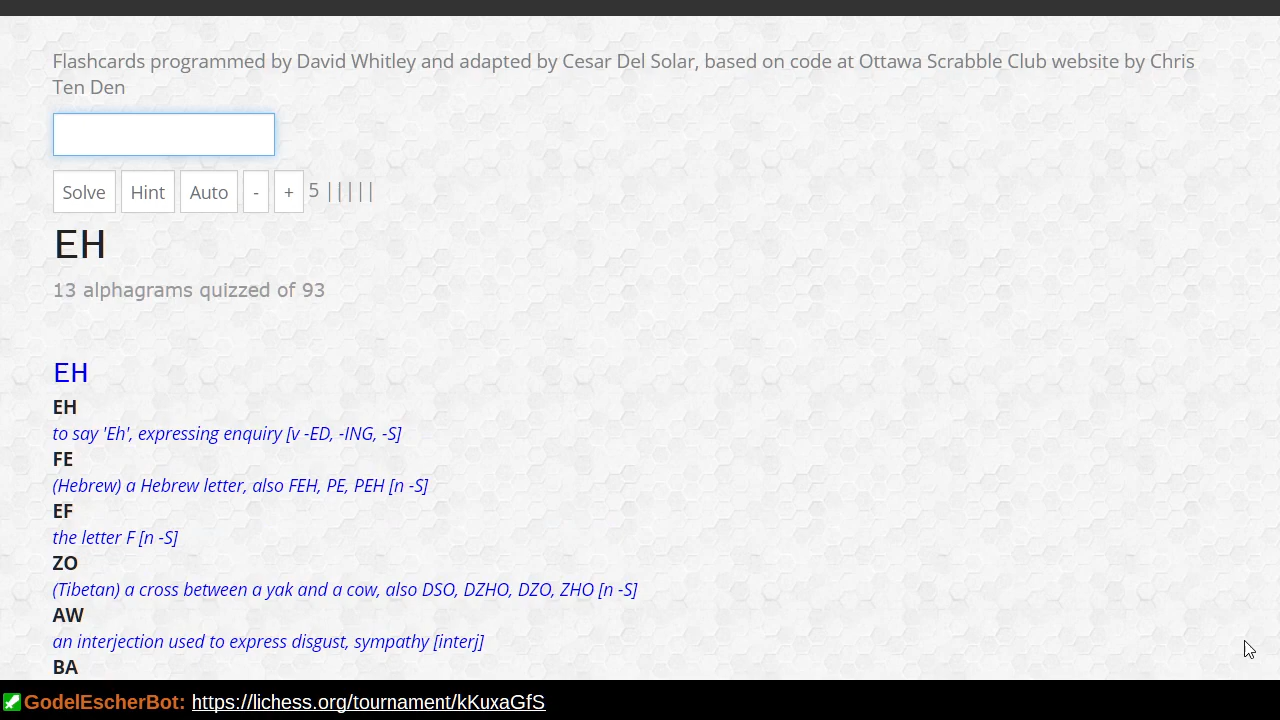 Flashcards programmed by David Whitley and adapted by Cesar Del Solar, based on code at Ottawa Scrabble Club website by Chris
Ten Den
Solve Hint Auto - + 5 |||||
EH
13 alphagrams quizzed of 93
EH
EH
to say 'Eh', expressing enquiry [v -ED, -ING, -S]
FE
(Hebrew) a Hebrew letter, also FEH, PE, PEH [n -S]
EF
the letter F [n -S]
ZO
(Tibetan) a cross between a yak and a cow, also DSO, DZHO, DZO, ZHO [n -S]
AW
an interjection used to express disgust, sympathy [interj]
BA
GodelEscherBot: https://lichess.org/tournament/kKuxaGfS